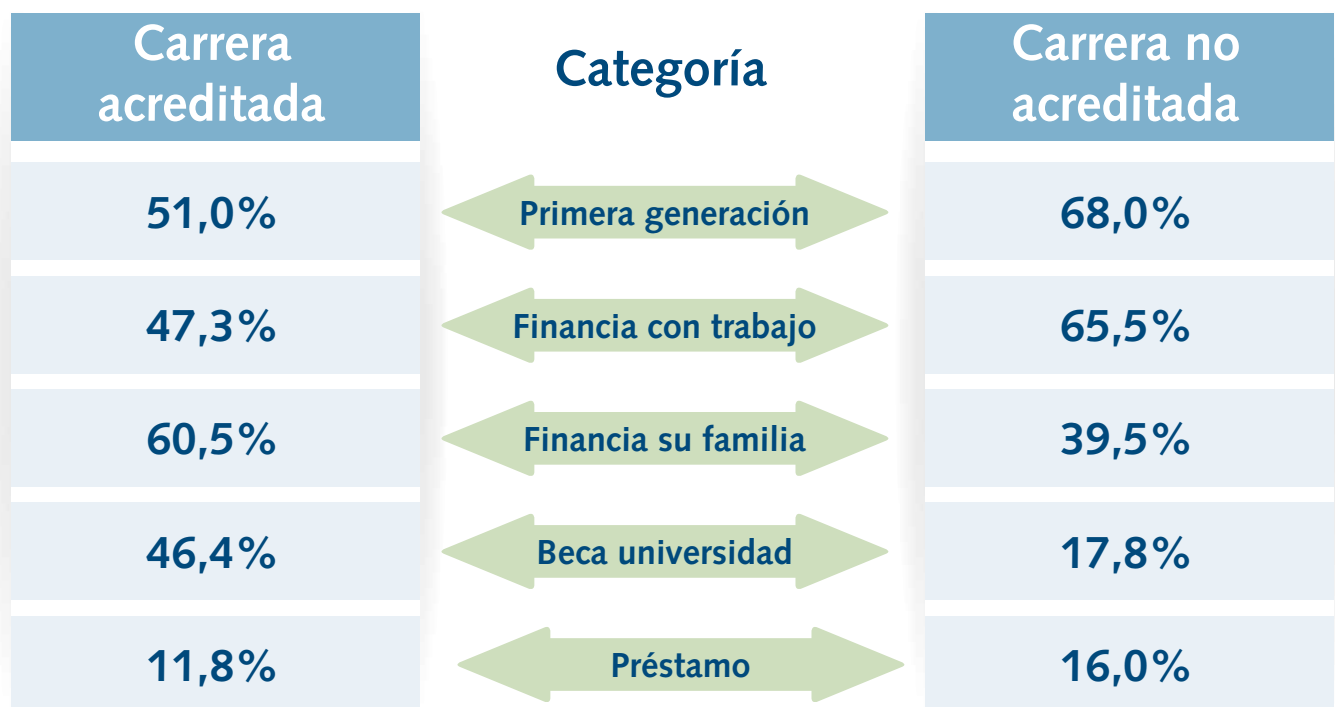 Carrera
acreditada
Categoría
Carrera no
acreditada
51,0%
Primera generación
68,0%
47,3%
Financia con trabajo
65,5%
60,5%
Financia su familia
39,5%
46,4%
Beca universidad
17,8%
11,8%
Préstamo
16,0%